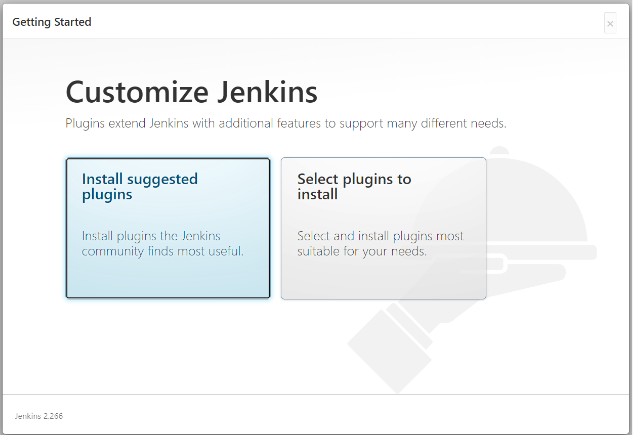 Getting Started
Customize Jenkins
Plugins extend Jenkins with additional features to support many different needs.
Install suggested
plugins
Install plugins the Jenkins
community finds most useful.
Select plugins to
install
Select and install plugins most
suitable for your needs.
Jenkins 2.266